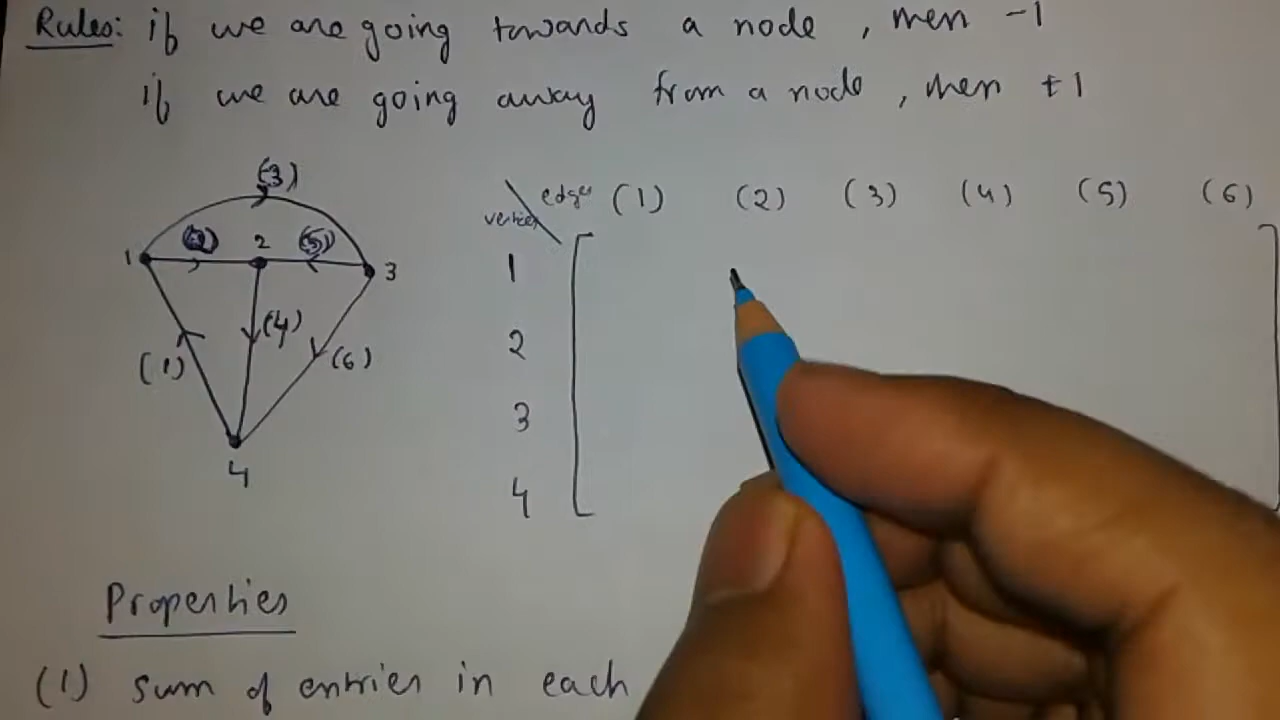 Rules: if we are going towards a node, then -1
if we are going away from a node, then +1
(3)
1 (2) 2 (5) 3
(4)
(1) (6)
4
edges (1) (2) (3) (4) (5) (6)
vertices
1
2
3
4
Properties
(1) sum of entries in each